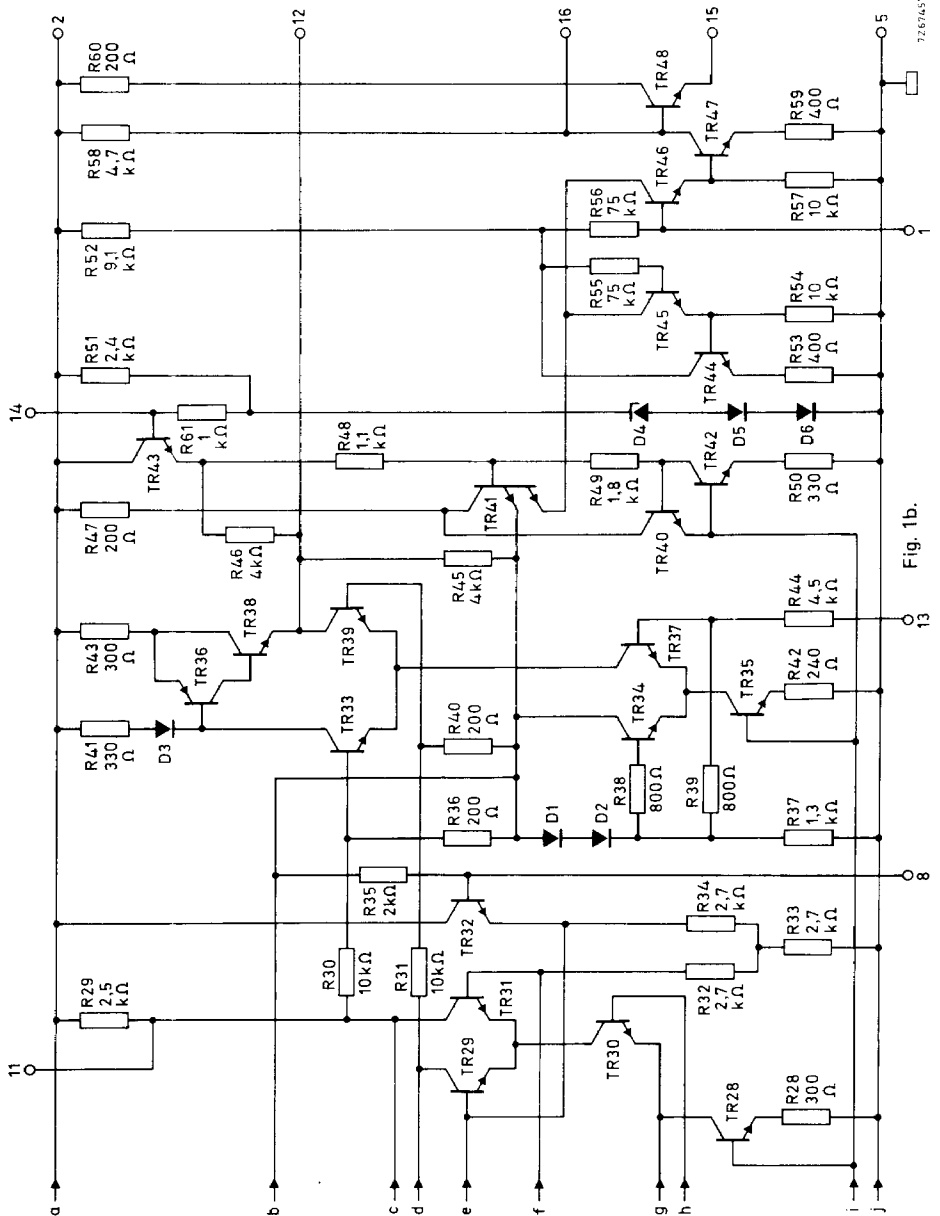 11
14
2
12
16
15
5
1
13
8
a
b
c
d
e
f
g
h
i
j
R29
2,5
kΩ
R41
330
Ω
R43
300
Ω
R47
200
Ω
R51
2,4
kΩ
R52
9,1
kΩ
R58
4,7
kΩ
R60
200
Ω
D3
TR36
TR38
R46
4kΩ
TR43
R61
1
kΩ
R48
1,1
kΩ
R35
2kΩ
R30
10kΩ
R31
10kΩ
R36
200
Ω
R40
200
Ω
TR33
TR39
R45
4kΩ
TR41
TR29
TR31
TR32
D1
D2
R38
800Ω
R39
800Ω
TR34
TR37
TR35
R49
1,8
kΩ
TR40
TR42
D4
D5
D6
R55
75
kΩ
R56
75
kΩ
TR45
TR44
TR46
TR47
TR48
TR30
TR28
R28
300
Ω
R32
2,7
kΩ
R34
2,7
kΩ
R33
2,7
kΩ
R37
1,3
kΩ
R42
240
Ω
R44
4,5
kΩ
R50
330
Ω
R53
400
Ω
R54
10
kΩ
R57
10
kΩ
R59
400
Ω
Fig. 1b.